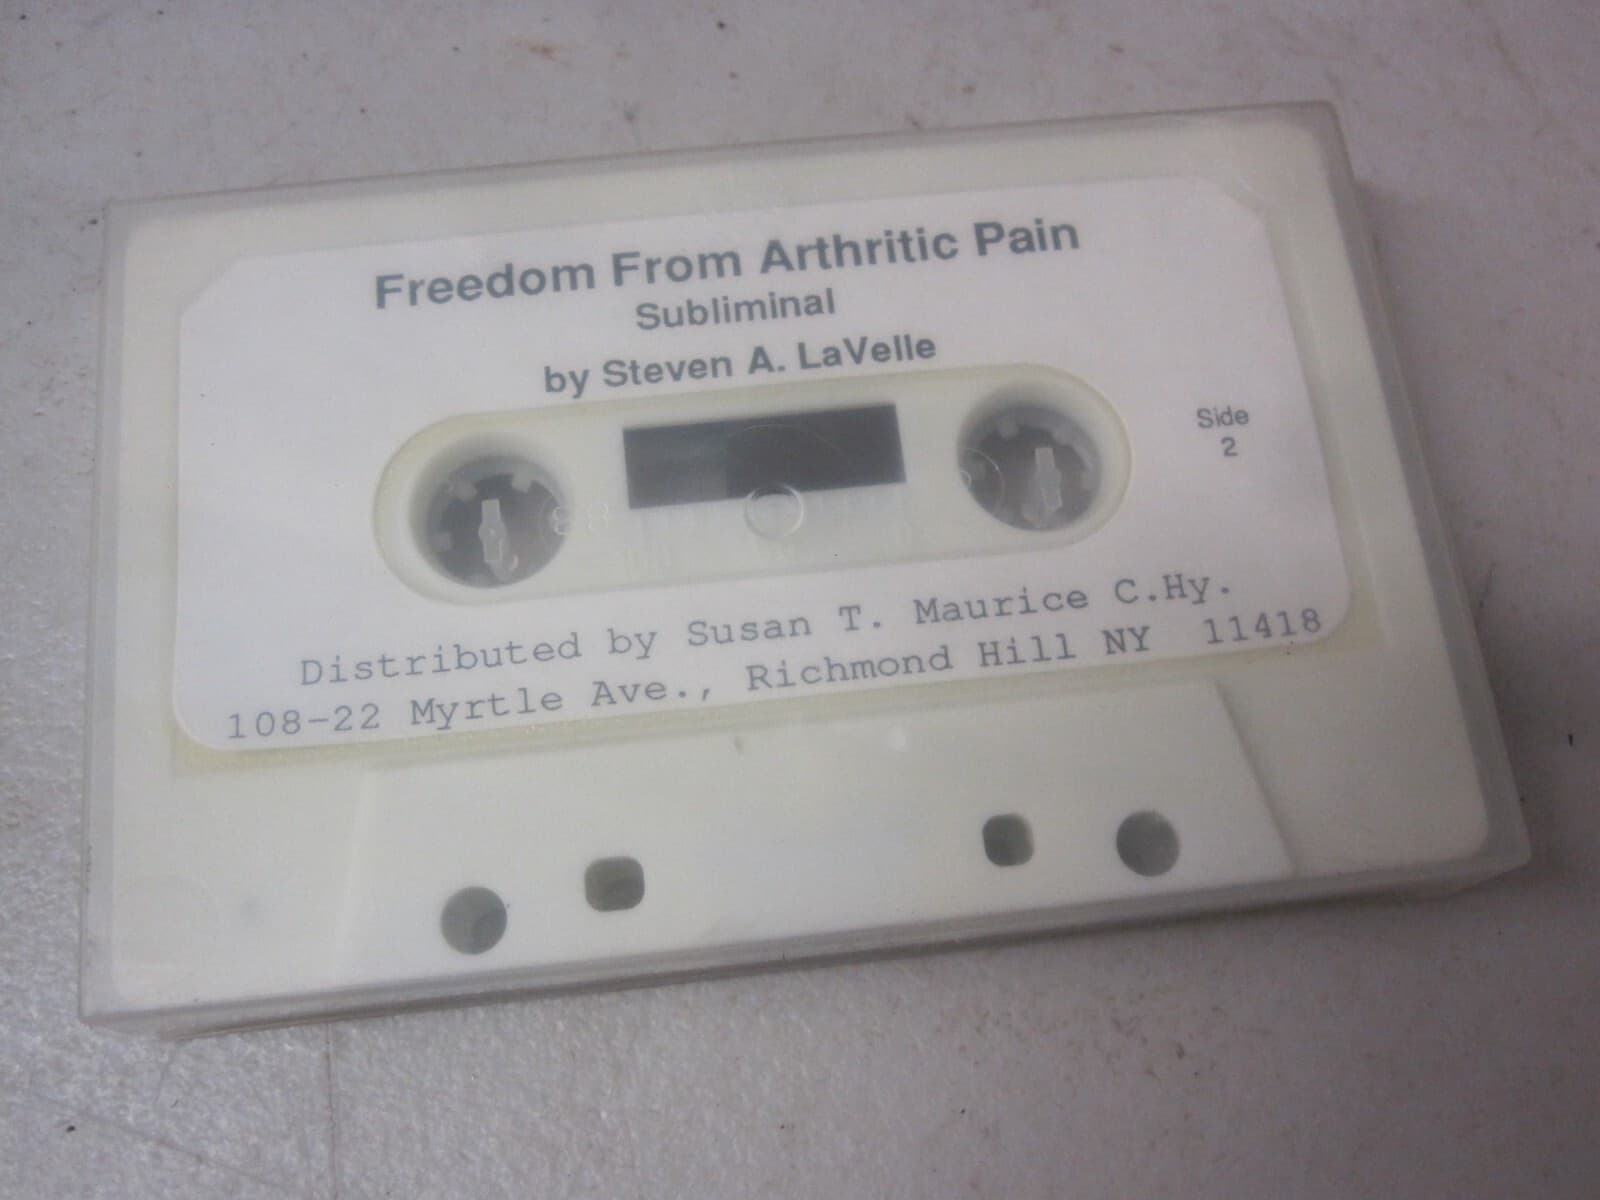 Freedom From Arthritic Pain
Subliminal
by Steven A. LaVelle
Side
2
Distributed by Susan T. Maurice C.Hy.
108-22 Myrtle Ave., Richmond Hill NY 11418